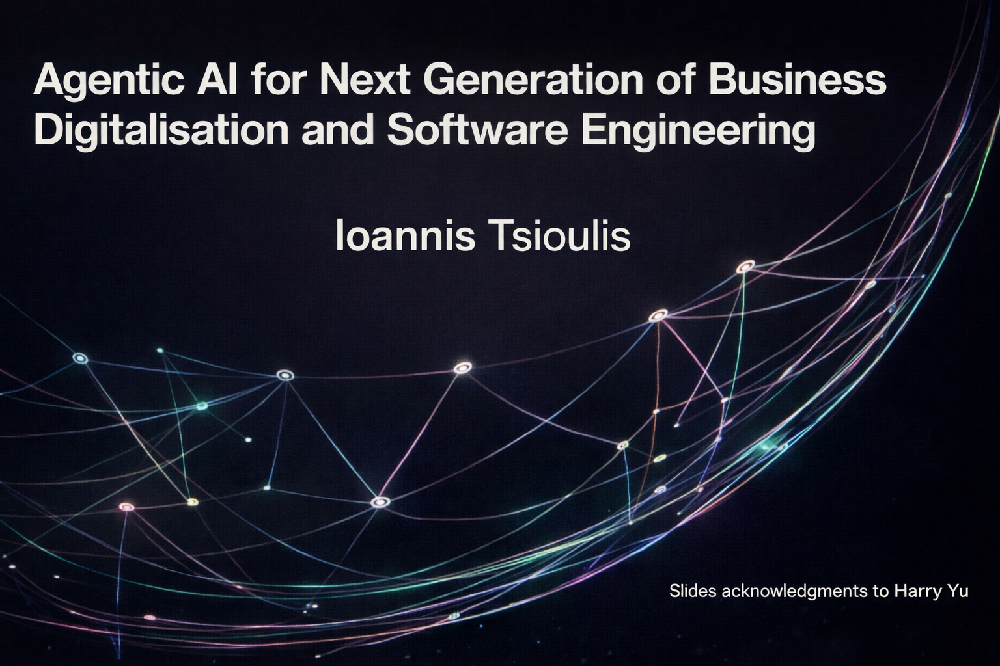 Agentic AI for Next Generation of Business
Digitalisation and Software Engineering
Ioannis Tsioulis
Slides acknowledgments to Harry Yu